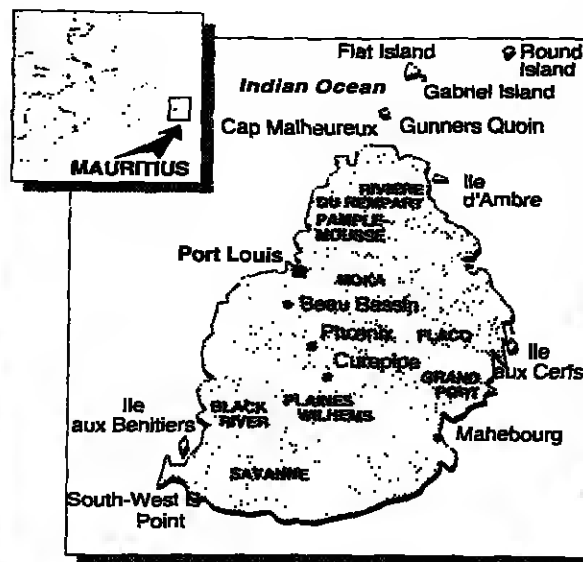 Flat Island
Round
Island
Indian Ocean
Gabriel Island
Cap Malheureux
Gunners Quoin
MAURITIUS
Ile
d'Ambre
RIVIERE
DU REMPART
PAMPLE-
MOUSSE
Port Louis
MOKA
Beau Bassin
Phoenix
FLACQ
Ile
aux Cerfs
Curepipe
GRAND
PORT
Ile
aux Benitiers
BLACK
RIVER
PLAINES
WILHEMS
Mahebourg
SAVANNE
South-West
Point